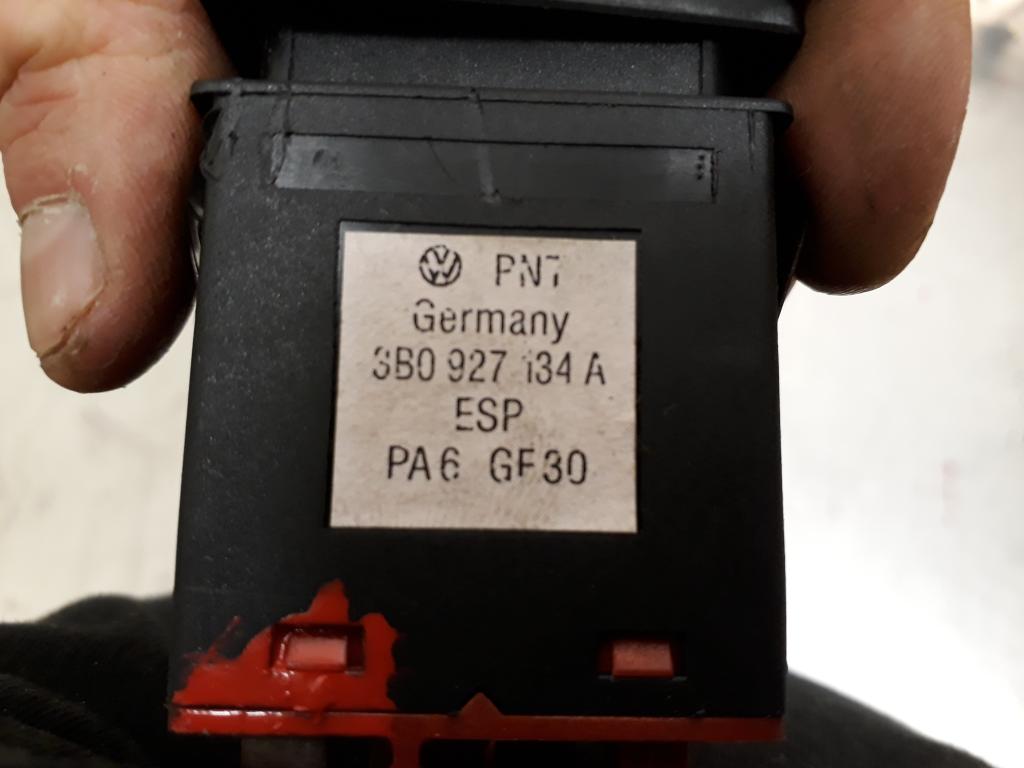 PN7
Germany
3B0 927 134 A
ESP
PA6 GF30